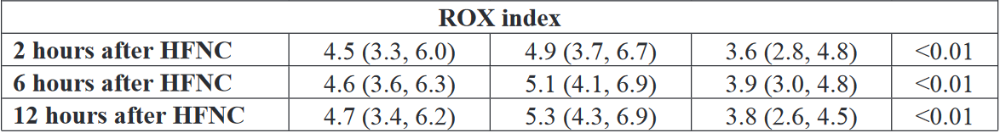 ROX index
2 hours after HFNC 4.5 (3.3, 6.0) 4.9 (3.7, 6.7) 3.6 (2.8, 4.8) <0.01
6 hours after HFNC 4.6 (3.6, 6.3) 5.1 (4.1, 6.9) 3.9 (3.0, 4.8) <0.01
12 hours after HFNC 4.7 (3.4, 6.2) 5.3 (4.3, 6.9) 3.8 (2.6, 4.5) <0.01